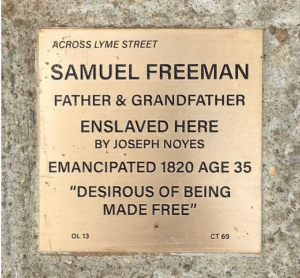 ACROSS LYME STREET
SAMUEL FREEMAN
FATHER & GRANDFATHER
ENSLAVED HERE
BY JOSEPH NOYES
EMANCIPATED 1820 AGE 35
"DESIROUS OF BEING
MADE FREE"
OL 13 CT 69